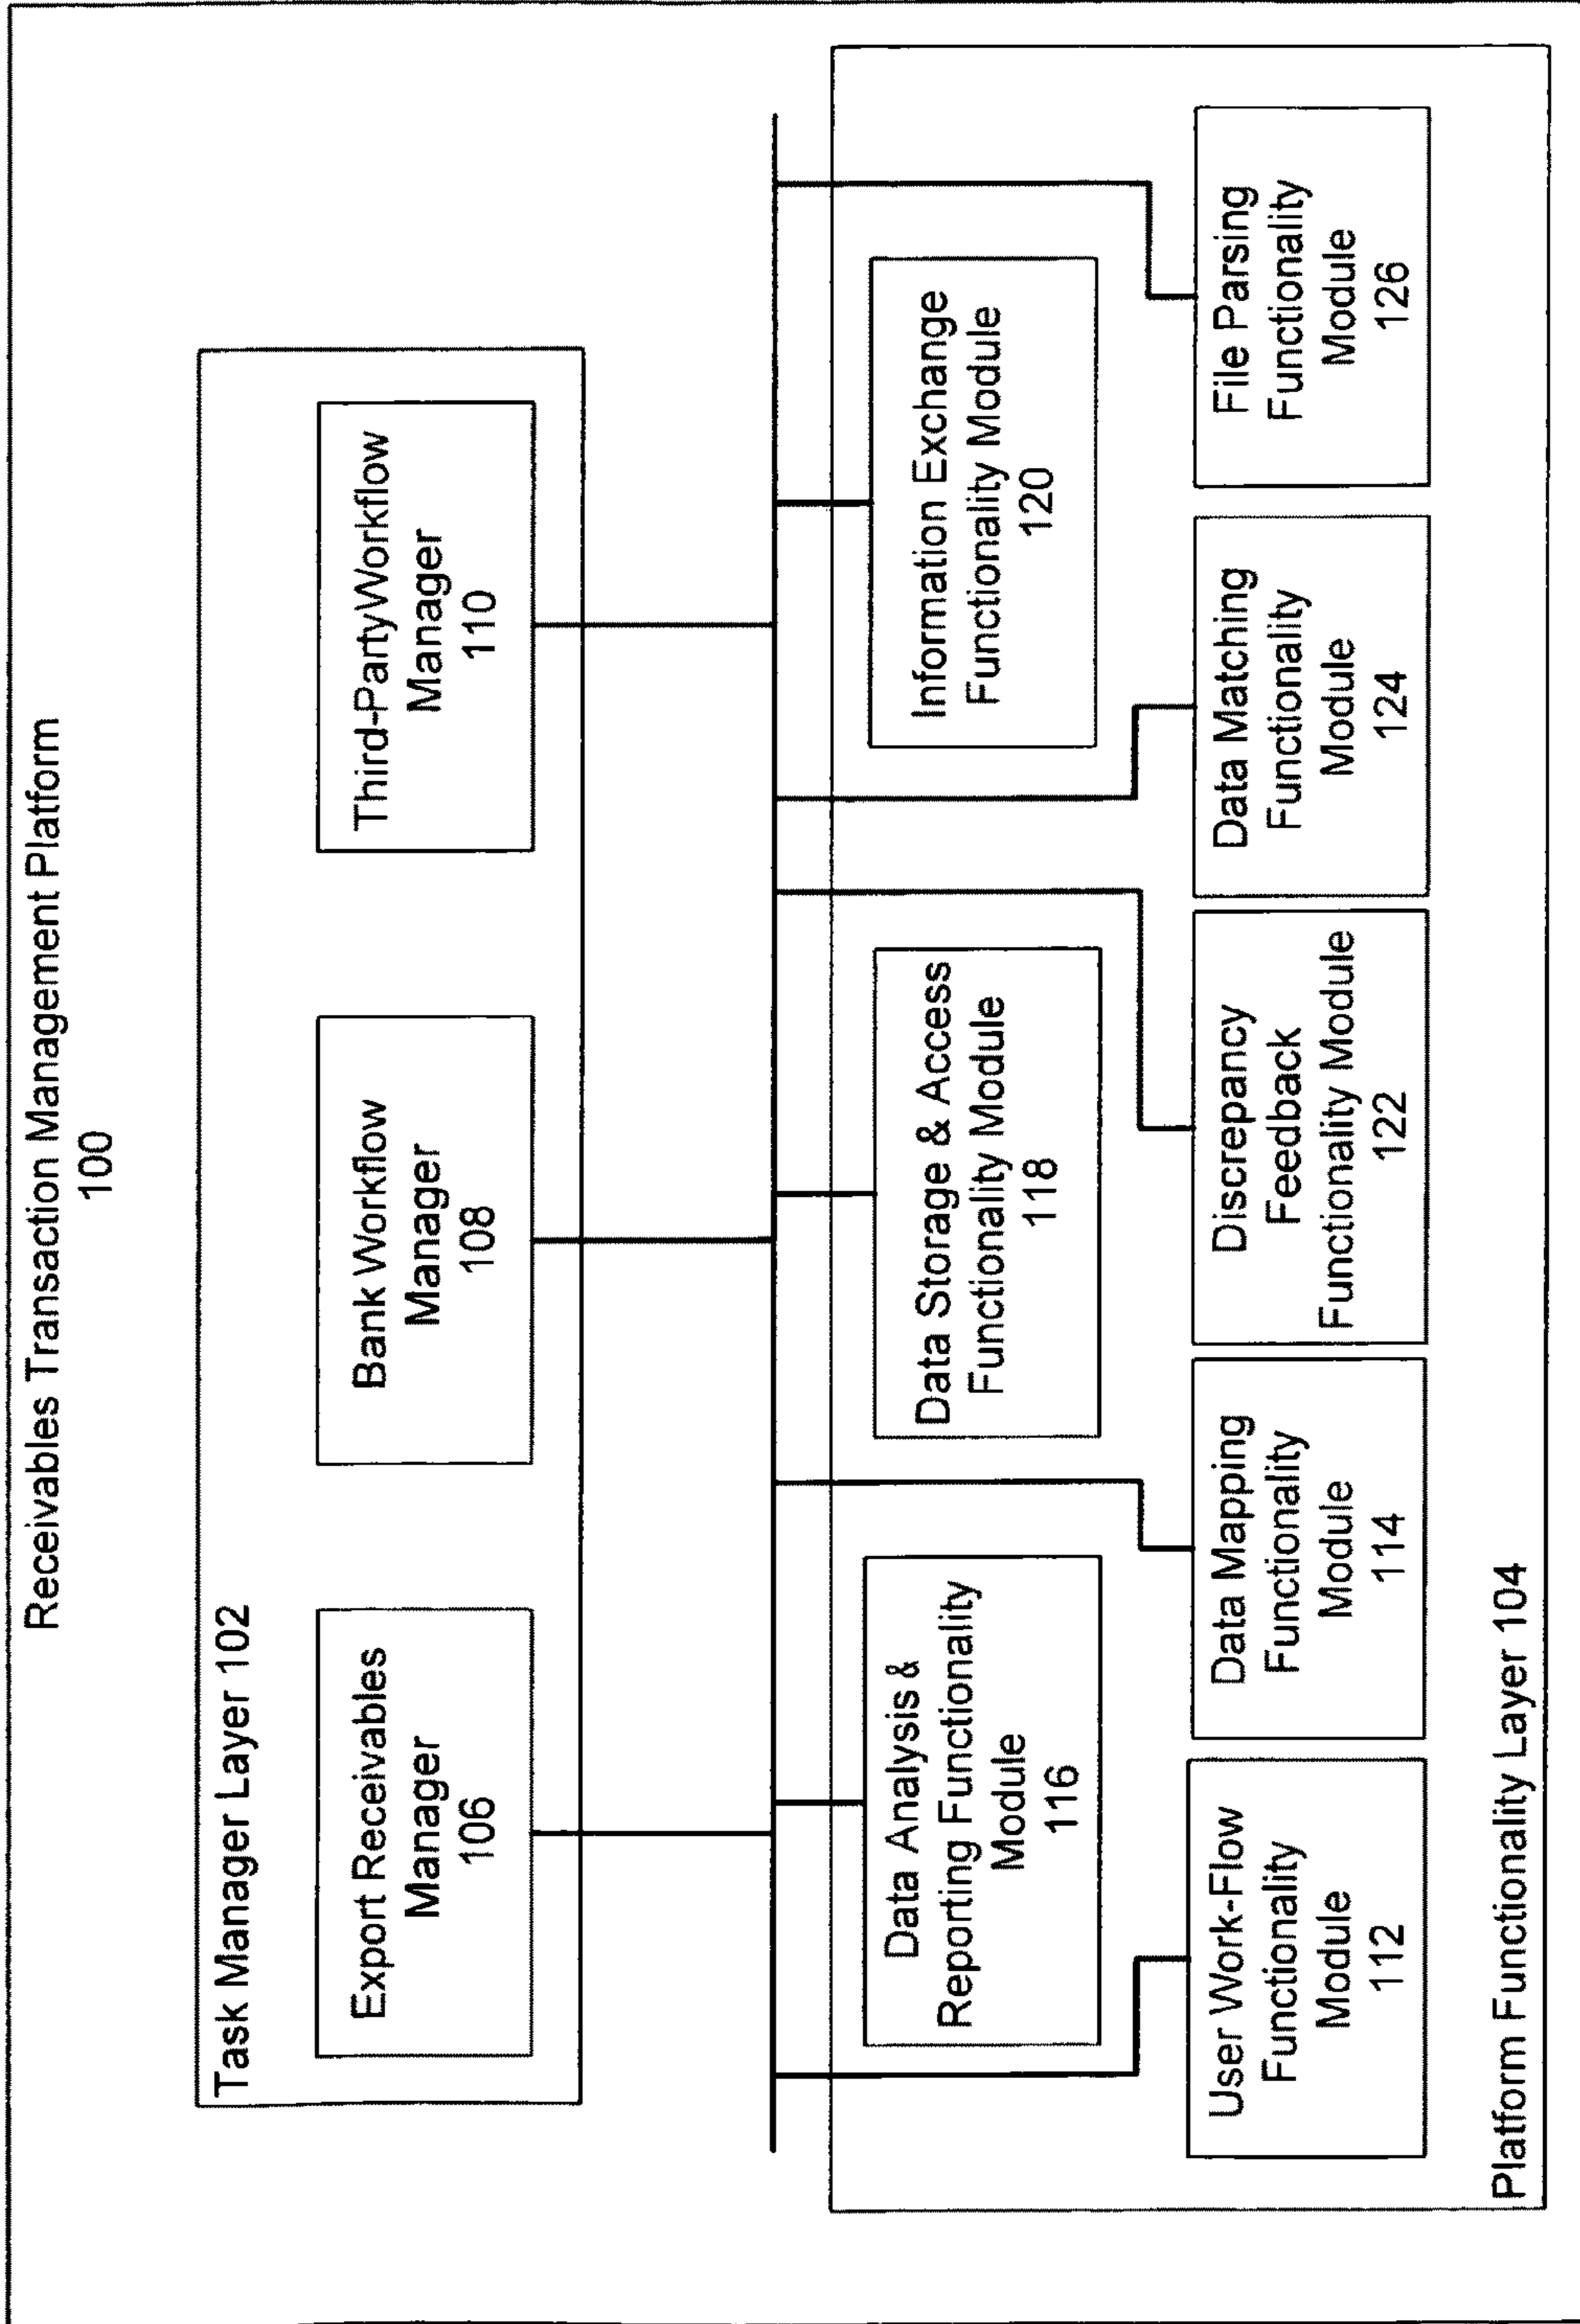 Receivables Transaction Management Platform
100
Task Manager Layer 102
Export Receivables
Manager
106
Bank Workflow
Manager
108
Third-PartyWorkflow
Manager
110
Data Analysis &
Reporting Functionality
Module
116
Data Storage & Access
Functionality Module
118
Information Exchange
Functionality Module
120
User Work-Flow
Functionality
Module
112
Data Mapping
Functionality
Module
114
Discrepancy
Feedback
Functionality Module
122
Data Matching
Functionality
Module
124
File Parsing
Functionality
Module
126
Platform Functionality Layer 104